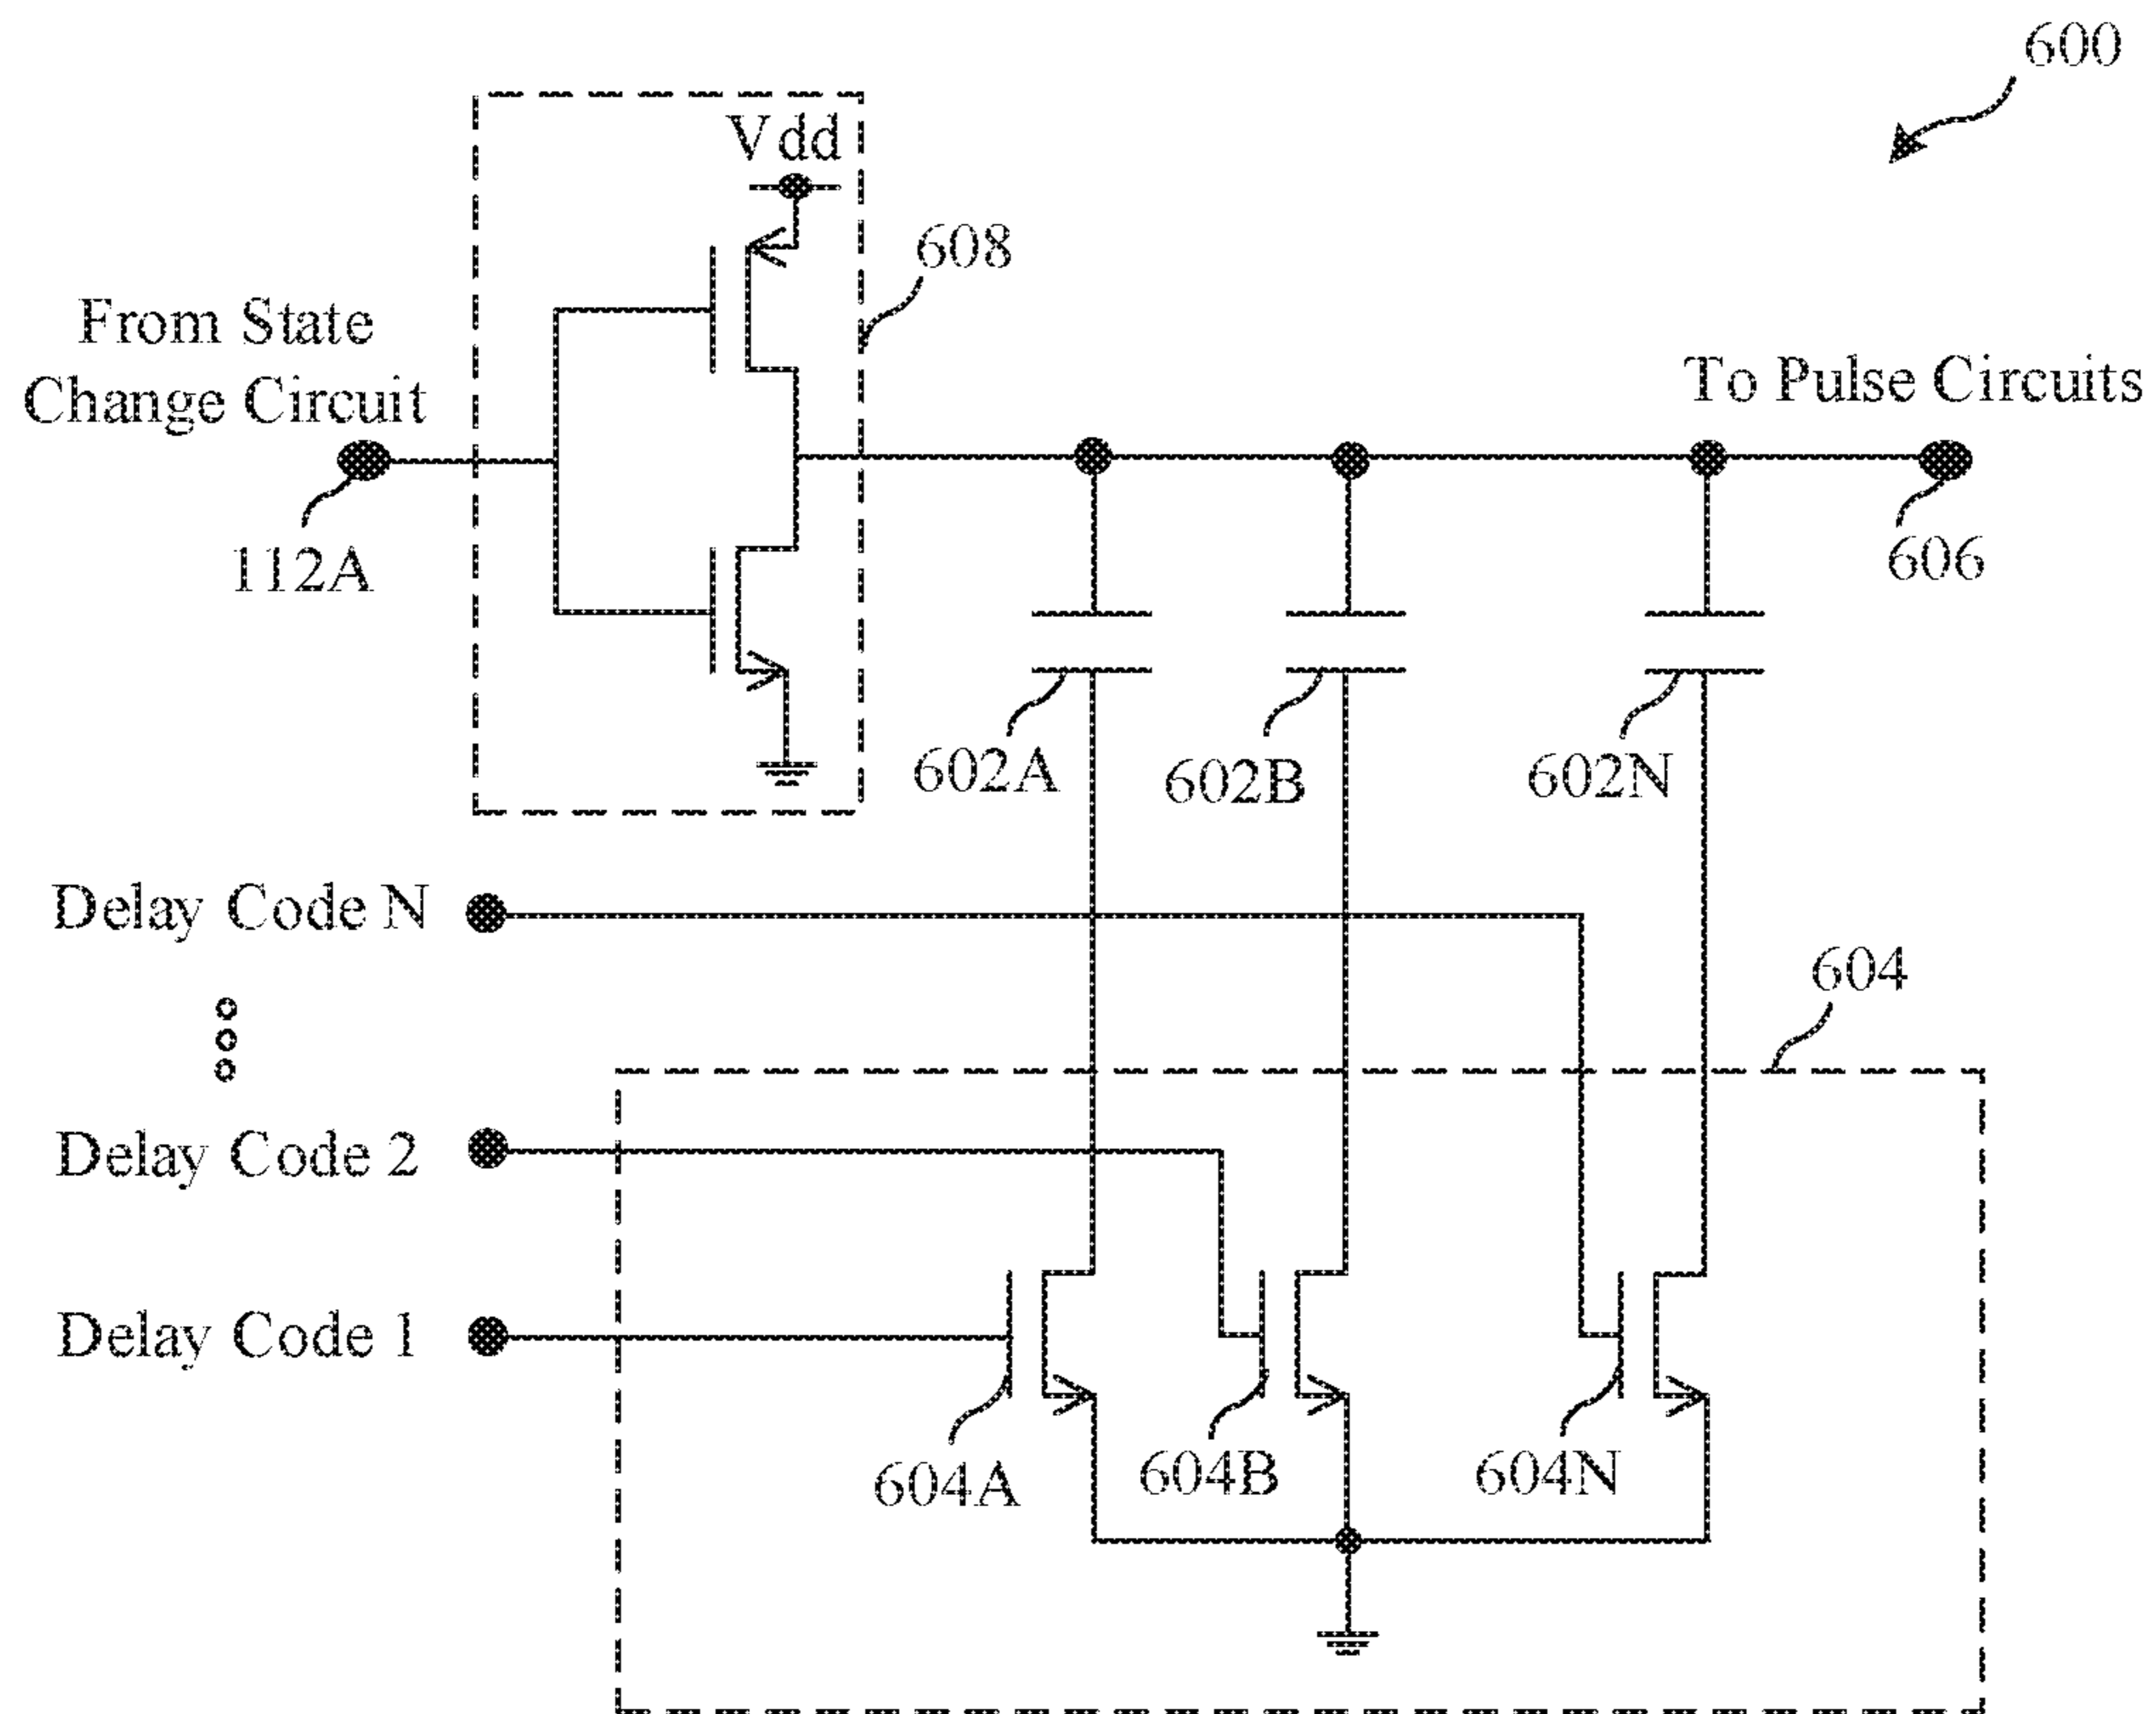 600
Vdd
608
From State
Change Circuit
To Pulse Circuits
112A
606
602A
602B
602N
Delay Code N
604
Delay Code 2
Delay Code 1
604A
604B
604N